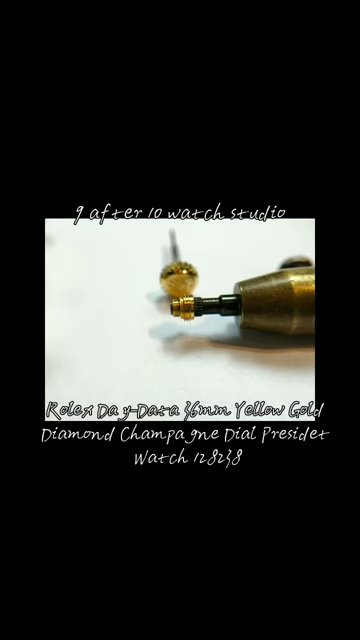 9 after 10 watch studio
Rolex Day-Data 36mm Yellow Gold
Diamond Champagne Dial Presidet
Watch 128238